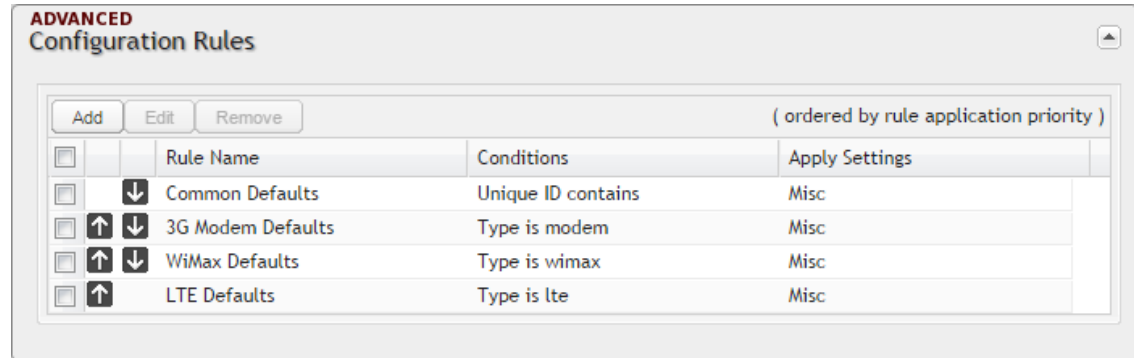 ADVANCED
Configuration Rules
Add Edit Remove ( ordered by rule application priority )
Rule Name Conditions Apply Settings
Common Defaults Unique ID contains Misc
3G Modem Defaults Type is modem Misc
WiMax Defaults Type is wimax Misc
LTE Defaults Type is lte Misc